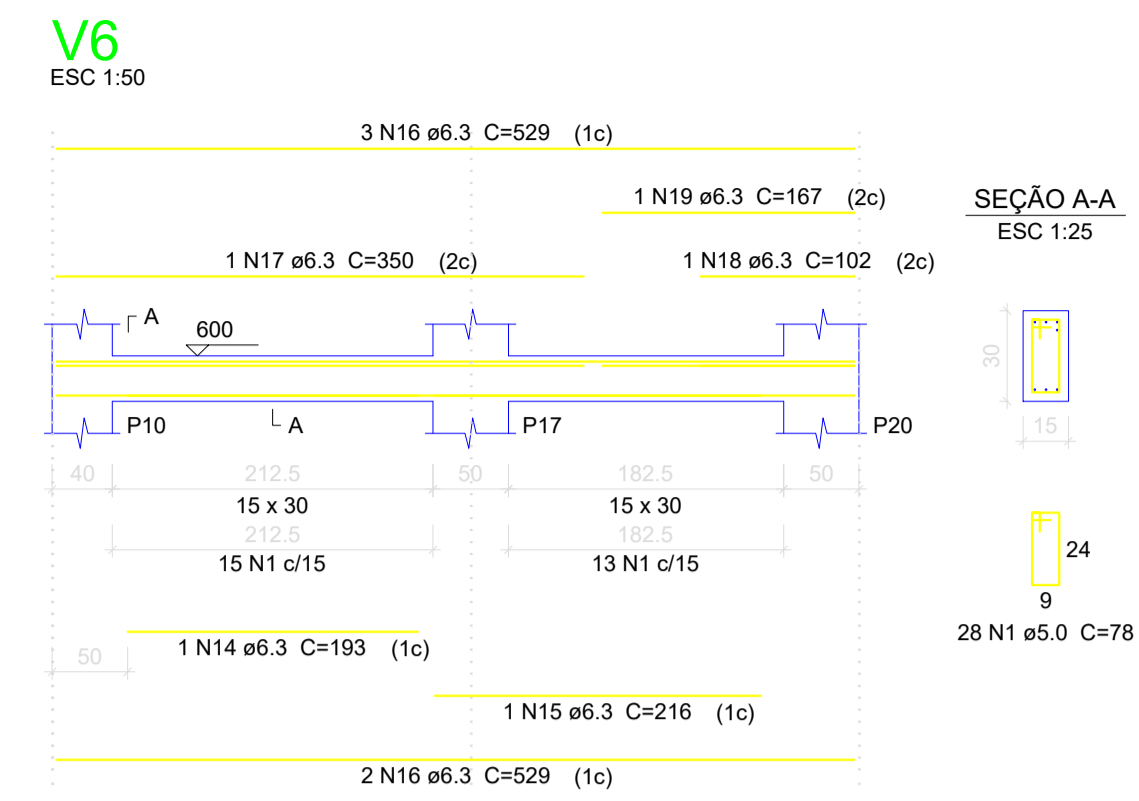 V6
ESC 1:50
3 N16 ø6.3 C=529 (1c)
1 N19 ø6.3 C=167 (2c)
SEÇÃO A-A
ESC 1:25
1 N17 ø6.3 C=350 (2c)
1 N18 ø6.3 C=102 (2c)
A
600
30
P10
A
P17
P20
15
40
212.5
50
182.5
50
15 x 30
15 x 30
212.5
182.5
15 N1 c/15
13 N1 c/15
24
9
28 N1 ø5.0 C=78
1 N14 ø6.3 C=193 (1c)
50
1 N15 ø6.3 C=216 (1c)
2 N16 ø6.3 C=529 (1c)